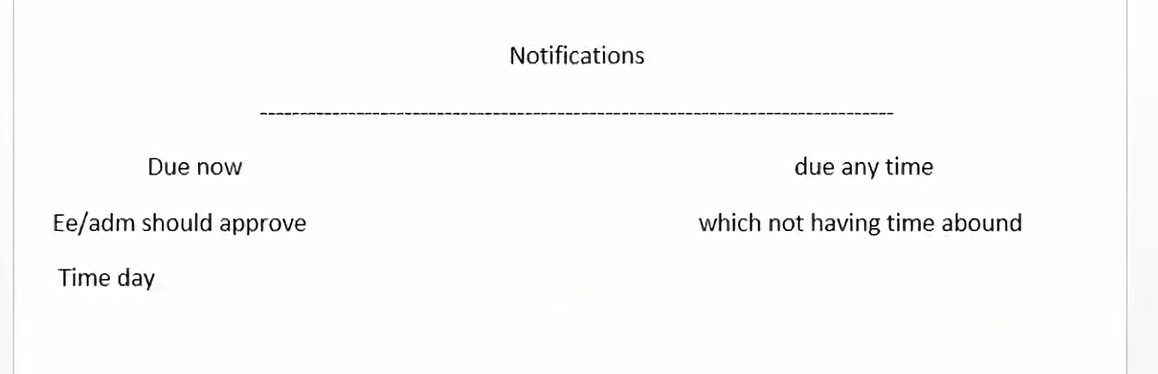 Notifications
--------------------------------------------------------------------------------
Due now due any time
Ee/adm should approve which not having time abound
Time day